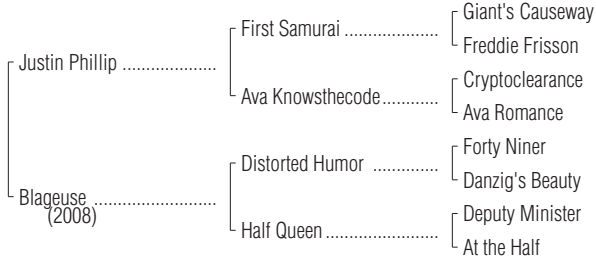 Giant's Causeway
First Samurai .....................
Freddie Frisson
Justin Phillip .....................
Cryptoclearance
Ava Knowsthecode............
Ava Romance
Forty Niner
Distorted Humor ..............
Danzig's Beauty
Blageuse ...........................
(2008)
Deputy Minister
Half Queen.........................
At the Half